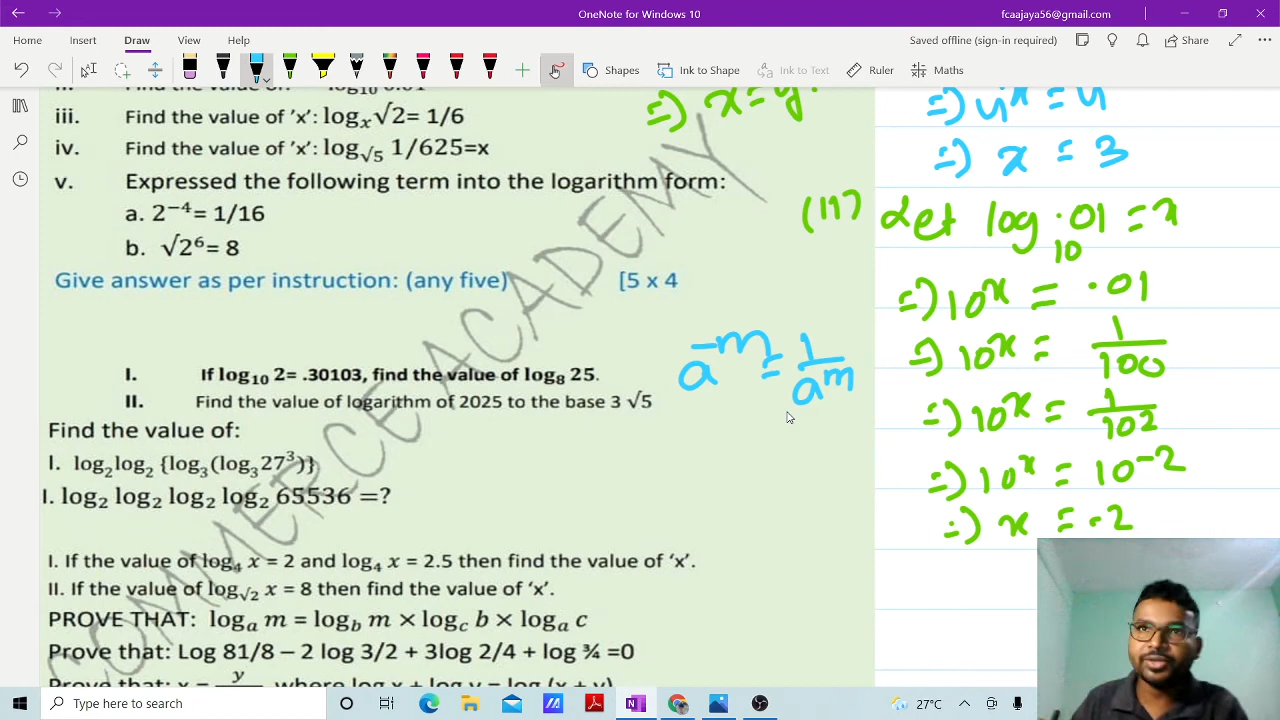 OneNote for Windows 10
fcaajaya56@gmail.com
Home Insert Draw View Help
Saved offline (sign-in required) Share
Shapes Ink to Shape Ink to Text Ruler Maths
iii. Find the value of 'x': logₓ√2= 1/6
iv. Find the value of 'x': log√5 1/625=x
v. Expressed the following term into the logarithm form:
a. 2⁻⁴= 1/16
b. √2⁶= 8
Give answer as per instruction: (any five) [5 x 4
I. If log₁₀ 2= .30103, find the value of log₈ 25.
II. Find the value of logarithm of 2025 to the base 3 √5
Find the value of:
I. log₂log₂ {log₃(log₃27³)}
I. log₂ log₂ log₂ log₂ 65536 =?
I. If the value of log₄ x = 2 and log₄ x = 2.5 then find the value of 'x'.
II. If the value of log√2 x = 8 then find the value of 'x'.
PROVE THAT: logₐ m = log_b m × log_c b × logₐ c
Prove that: Log 81/8 – 2 log 3/2 + 3log 2/4 + log ¾ =0
COMMERCE ACADEMY
=) x = y
a⁻ᵐ = 1/aᵐ
=) 4ˣ = 4
=) x = 3
(11) Let log₁₀ .01 = x
=) 10ˣ = .01
=) 10ˣ = 1/100
=) 10ˣ = 1/10²
=) 10ˣ = 10⁻²
=) x = -2
Type here to search
27°C